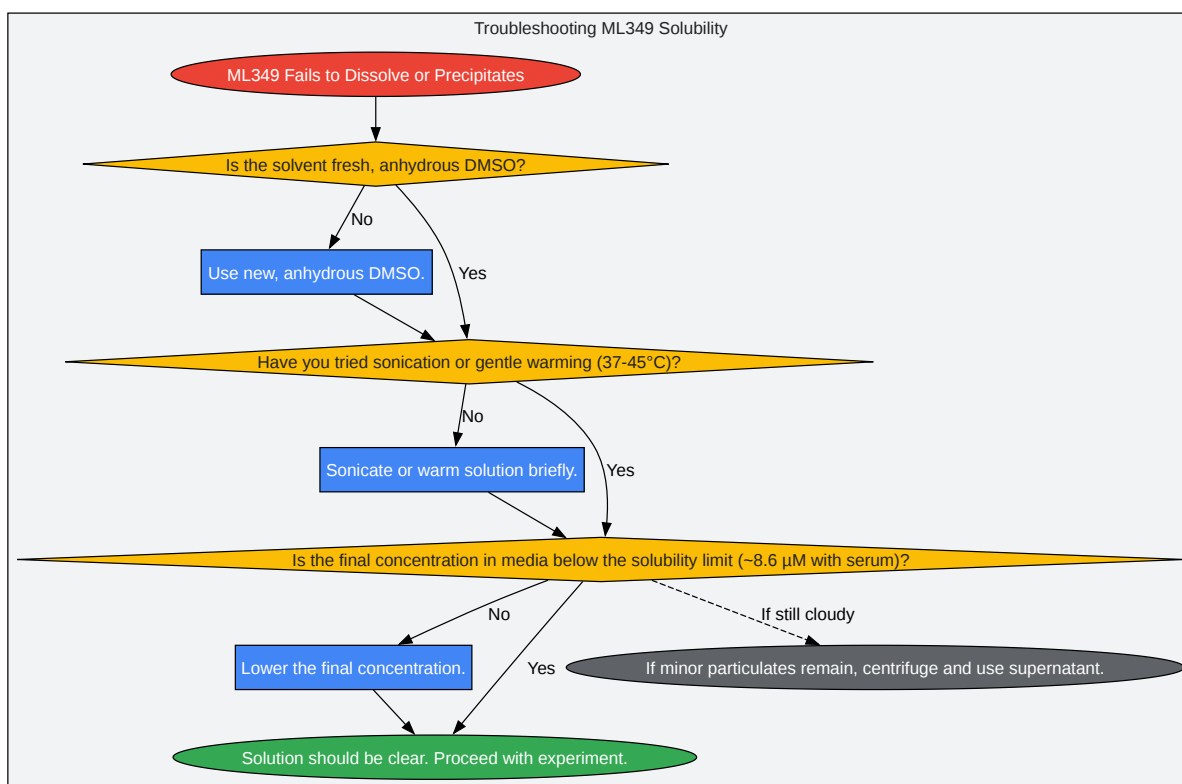 Troubleshooting ML349 Solubility
ML349 Fails to Dissolve or Precipitates
Is the solvent fresh, anhydrous DMSO?
No
Use new, anhydrous DMSO.
Yes
Have you tried sonication or gentle warming (37-45°C)?
No
Sonicate or warm solution briefly.
Yes
Is the final concentration in media below the solubility limit (~8.6 µM with serum)?
No
If still cloudy
Lower the final concentration.
Yes
If minor particulates remain, centrifuge and use supernatant.
Solution should be clear. Proceed with experiment.